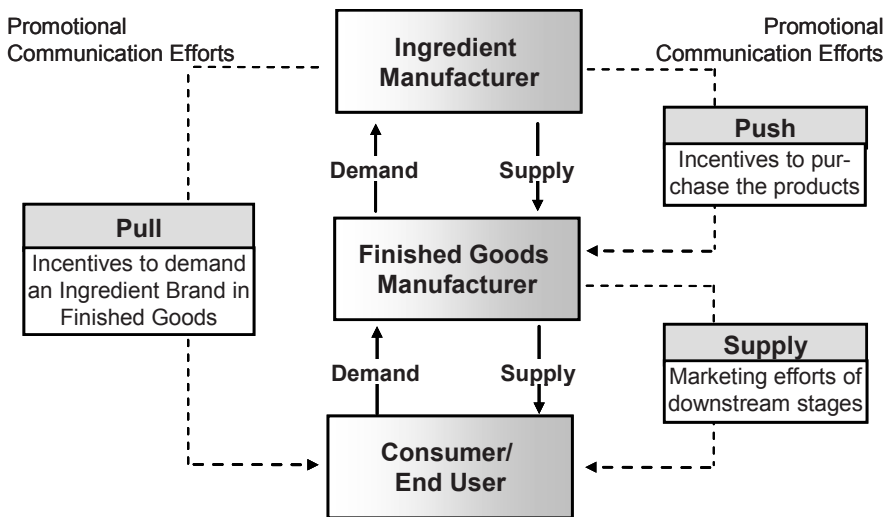 Promotional
Communication Efforts
Ingredient
Manufacturer
Promotional
Communication Efforts
Push
Incentives to pur-
chase the products
Demand
Supply
Pull
Incentives to demand
an Ingredient Brand in
Finished Goods
Finished Goods
Manufacturer
Supply
Marketing efforts of
downstream stages
Demand
Supply
Consumer/
End User